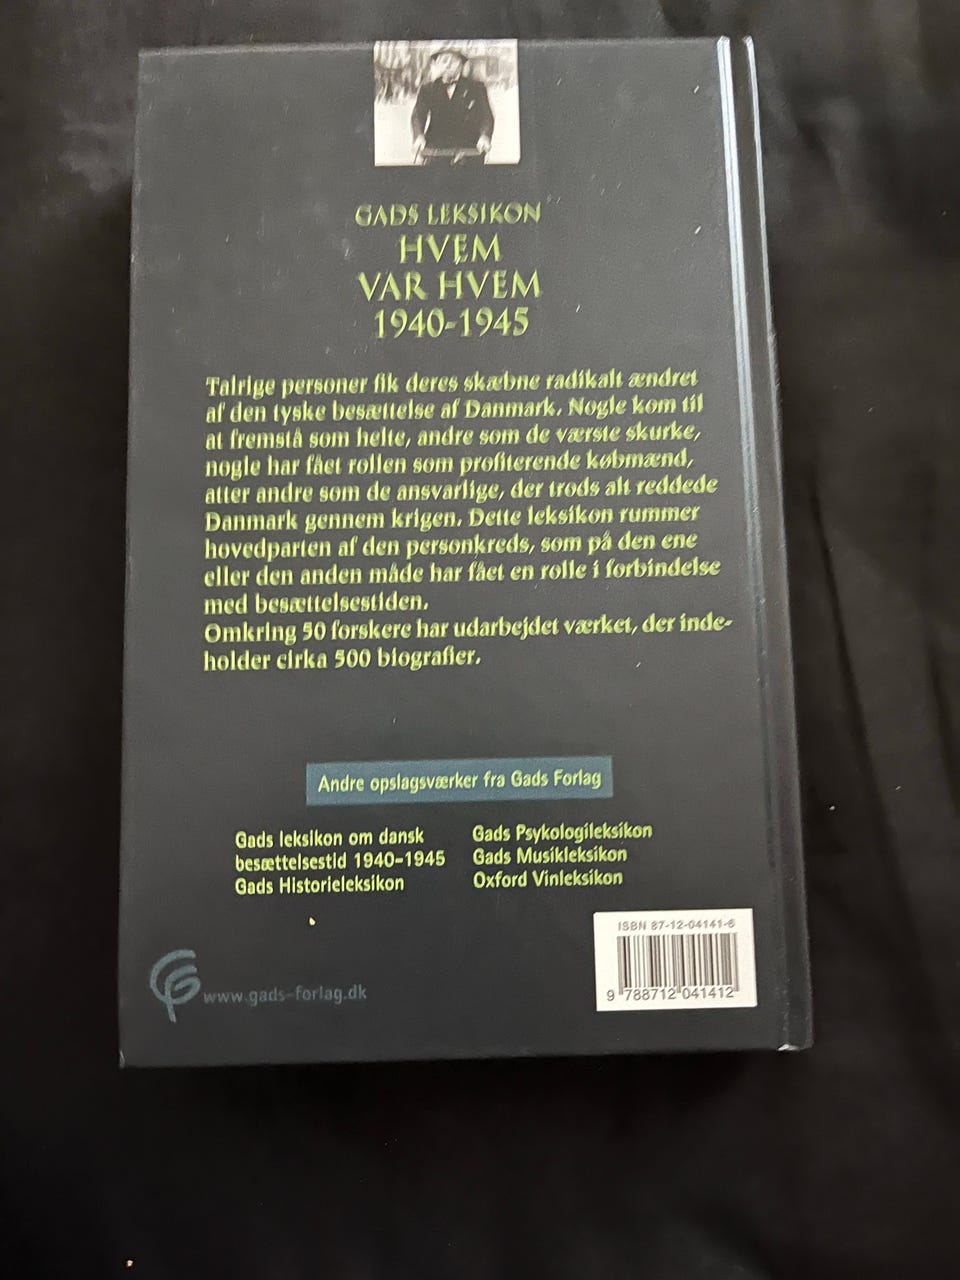 GADS LEKSIKON
HVEM
VAR HVEM
1940-1945
Talrige personer fik deres skæbne radikalt ændret
af den tyske besættelse af Danmark. Nogle kom til
at fremstå som helte, andre som de værste skurke,
nogle har fået rollen som profiterende købmænd,
atter andre som de ansvarlige, der trods alt reddede
Danmark gennem krigen. Dette leksikon rummer
hovedparten af den personkreds, som på den ene
eller den anden måde har fået en rolle i forbindelse
med besættelsestiden.
Omkring 50 forskere har udarbejdet værket, der inde-
holder cirka 500 biografier.
Andre opslagsværker fra Gads Forlag
Gads leksikon om dansk
besættelsestid 1940-1945
Gads Historieleksikon
Gads Psykologileksikon
Gads Musikleksikon
Oxford Vinleksikon
ISBN 87-12-04141-6
9 788712 041412
www.gads-forlag.dk